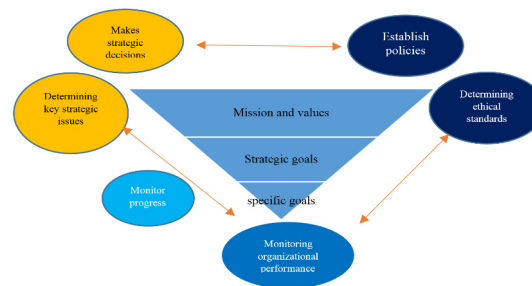 Makes
strategic
decisions
Establish
policies
Determining
key strategic
issues
Mission and values
Determining
ethical
standards
Strategic goals
Monitor
progress
specific goals
Monitoring
organizational
performance